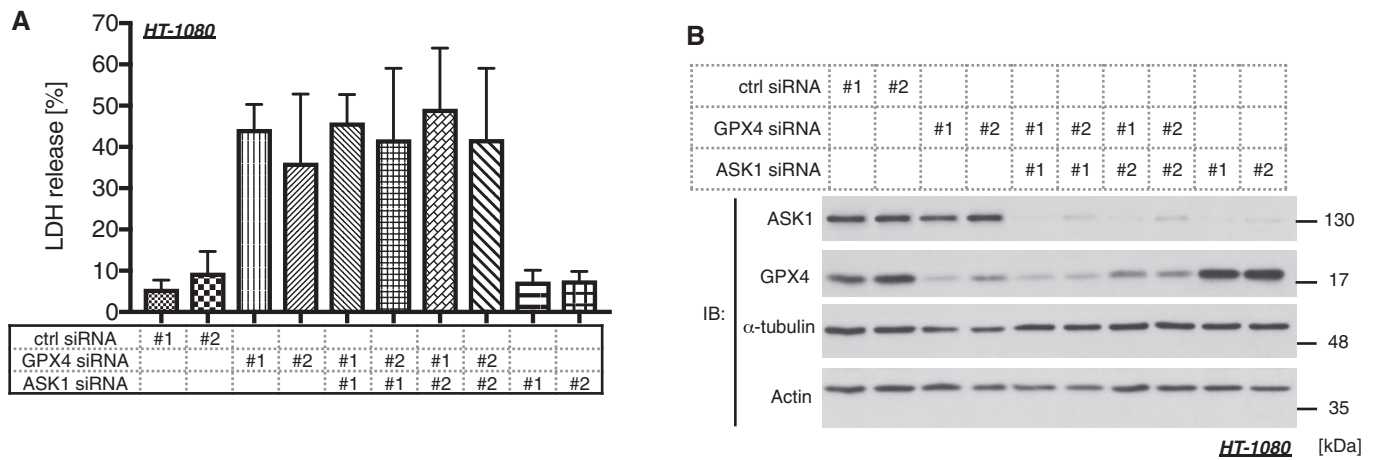 A
HT-1080
LDH release [%]
70
60
50
40
30
20
10
0
ctrl siRNA #1 #2
GPX4 siRNA #1 #2 #1 #2 #1 #2
ASK1 siRNA #1 #1 #2 #2 #1 #2
B
ctrl siRNA #1 #2
GPX4 siRNA #1 #2 #1 #2 #1 #2
ASK1 siRNA #1 #1 #2 #2 #1 #2
IB:
ASK1 130
GPX4 17
α-tubulin 48
Actin 35
HT-1080 [kDa]